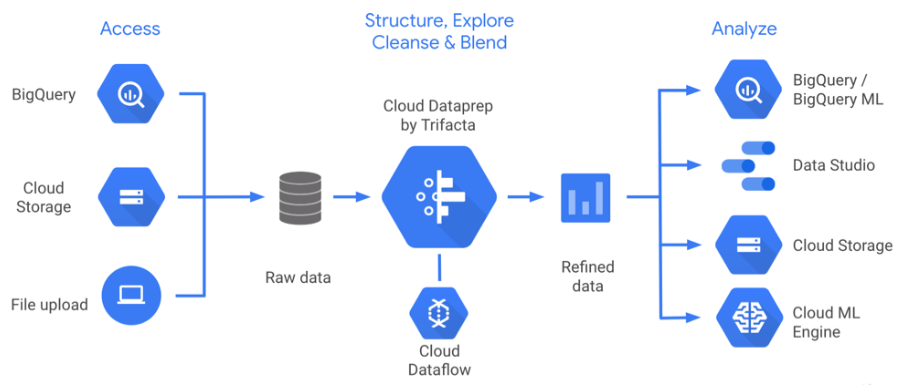 Access
Structure, Explore
Cleanse & Blend
Analyze
BigQuery
Cloud
Storage
File upload
Raw data
Cloud Dataprep
by Trifacta
Cloud
Dataflow
Refined
data
BigQuery /
BigQuery ML
Data Studio
Cloud Storage
Cloud ML
Engine